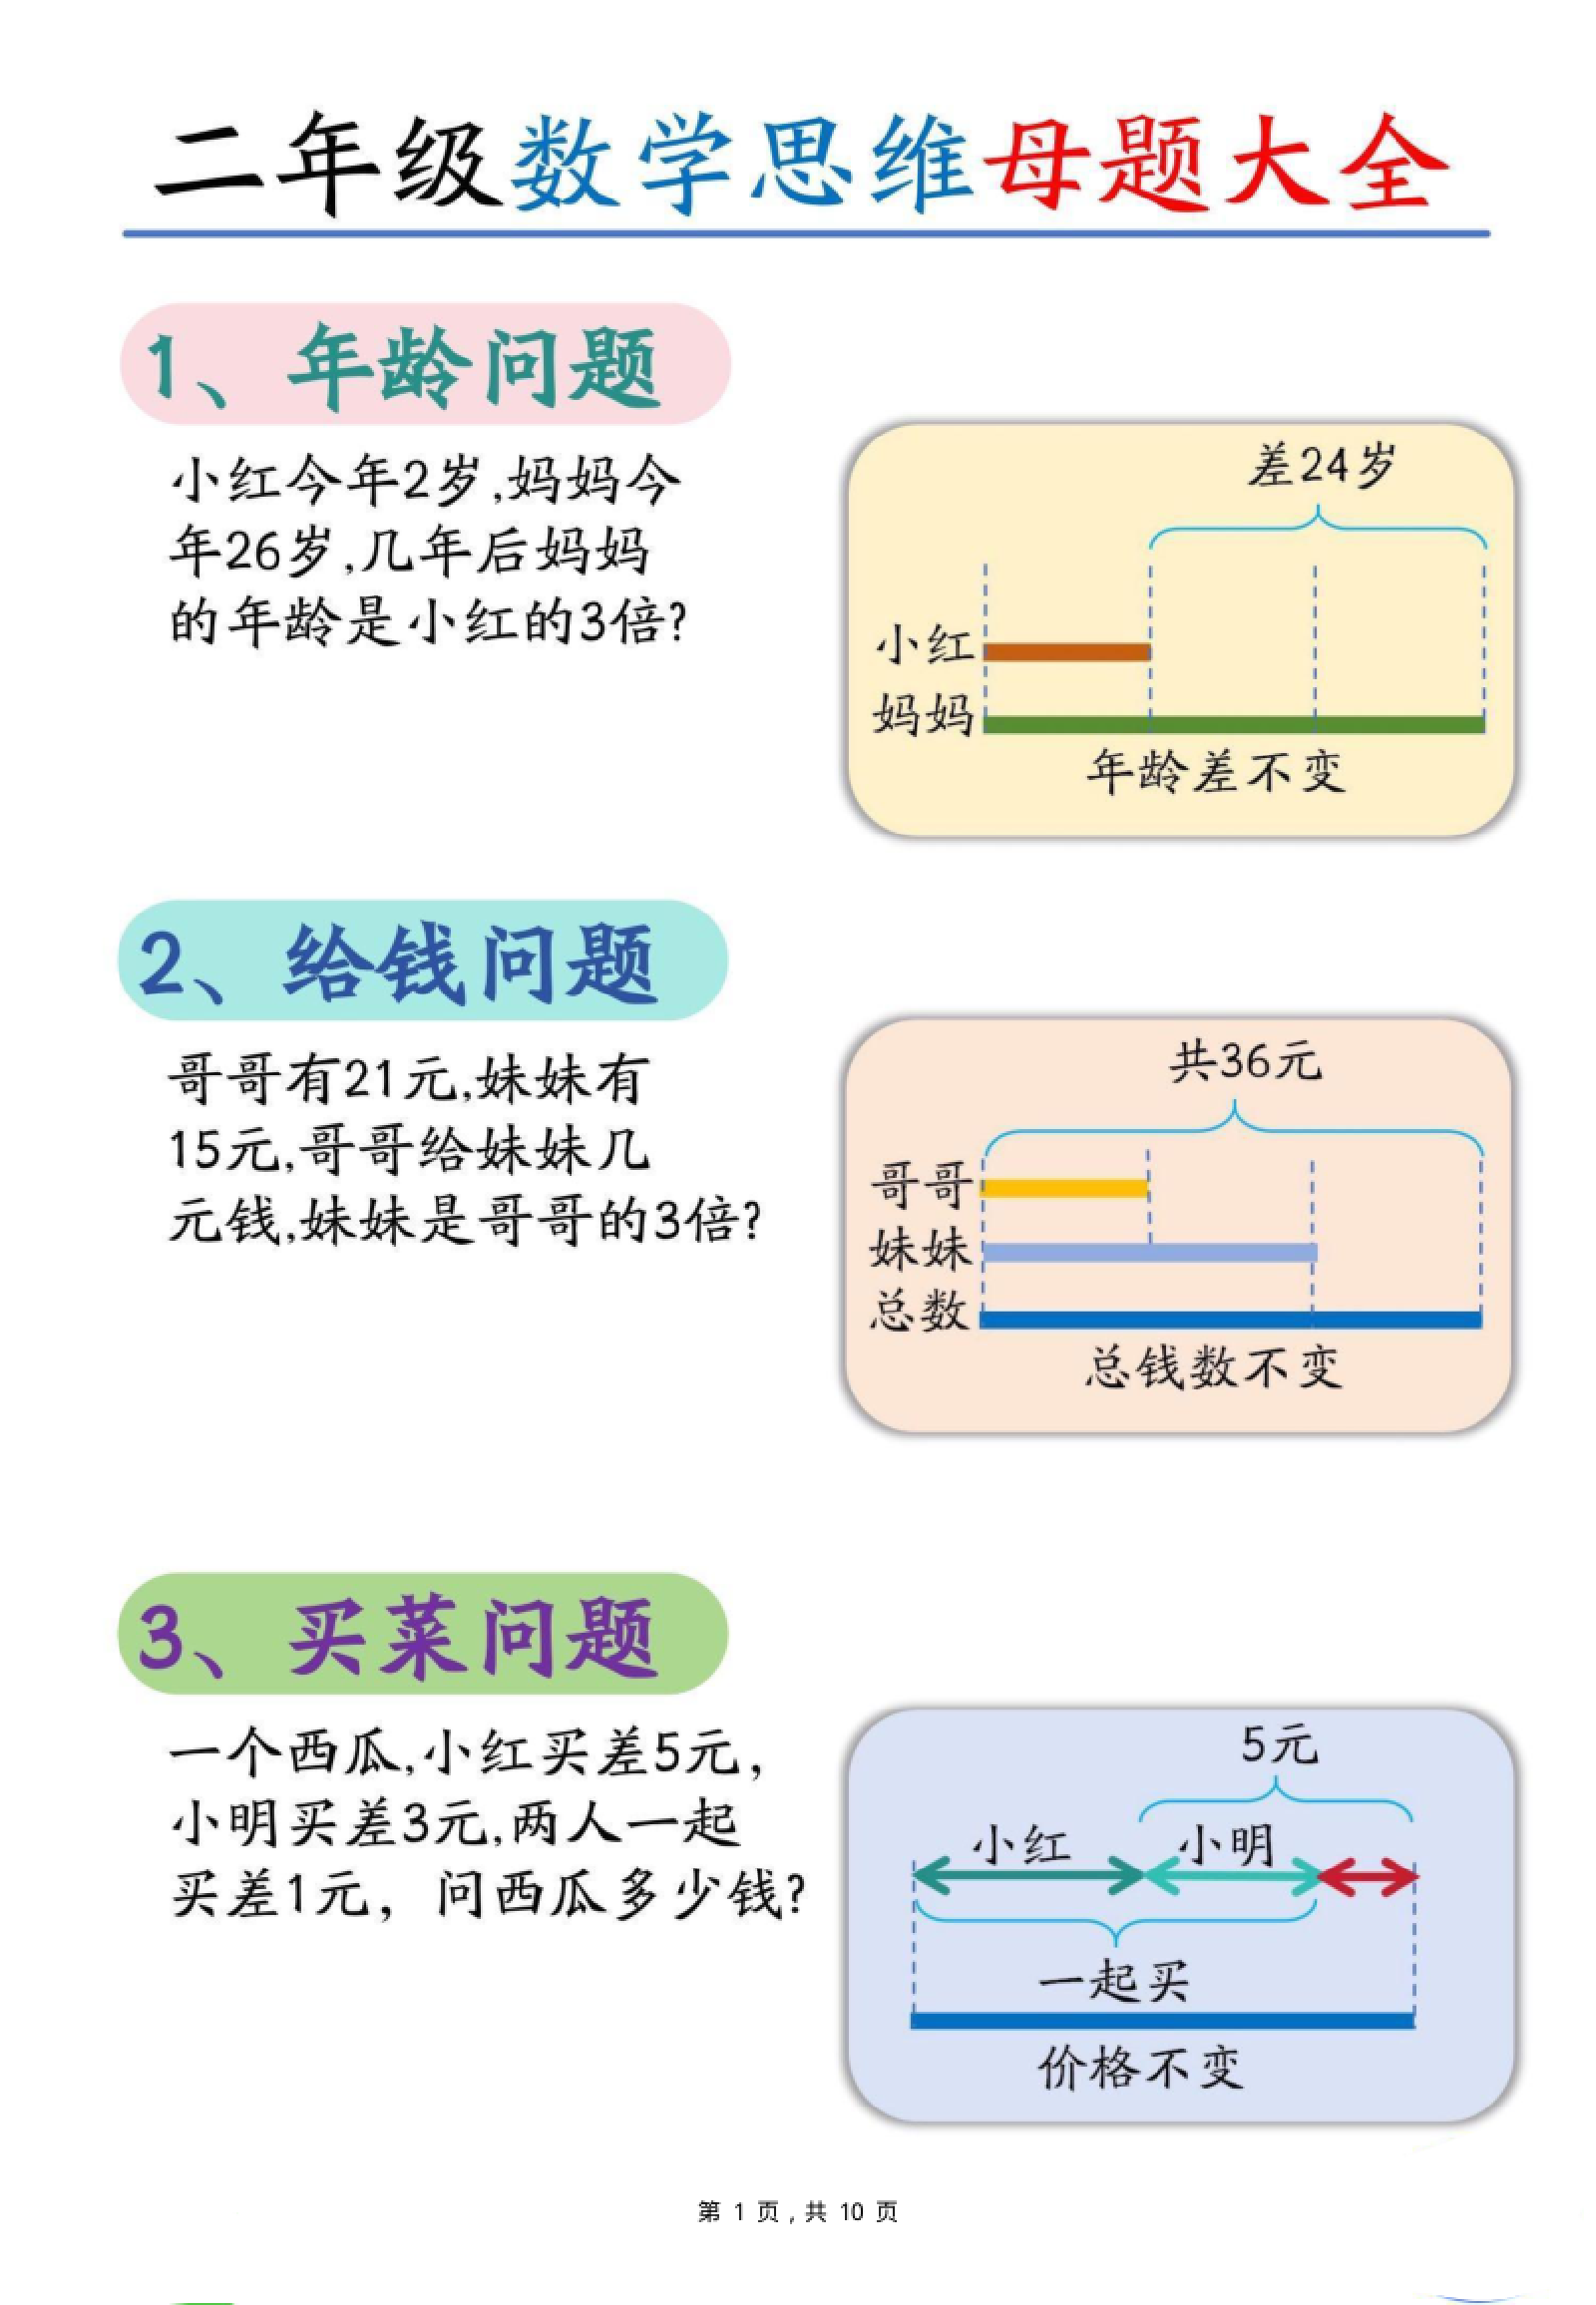 二年级数学思维母题大全
1、年龄问题
小红今年2岁,妈妈今
年26岁,几年后妈妈
的年龄是小红的3倍?
差24岁
小红
妈妈
年龄差不变
2、给钱问题
哥哥有21元,妹妹有
15元,哥哥给妹妹几
元钱,妹妹是哥哥的3倍?
共36元
哥哥
妹妹
总数
总钱数不变
3、买菜问题
一个西瓜,小红买差5元，
小明买差3元,两人一起
买差1元，问西瓜多少钱?
5元
小红 小明
一起买
价格不变
第 1 页，共 10 页